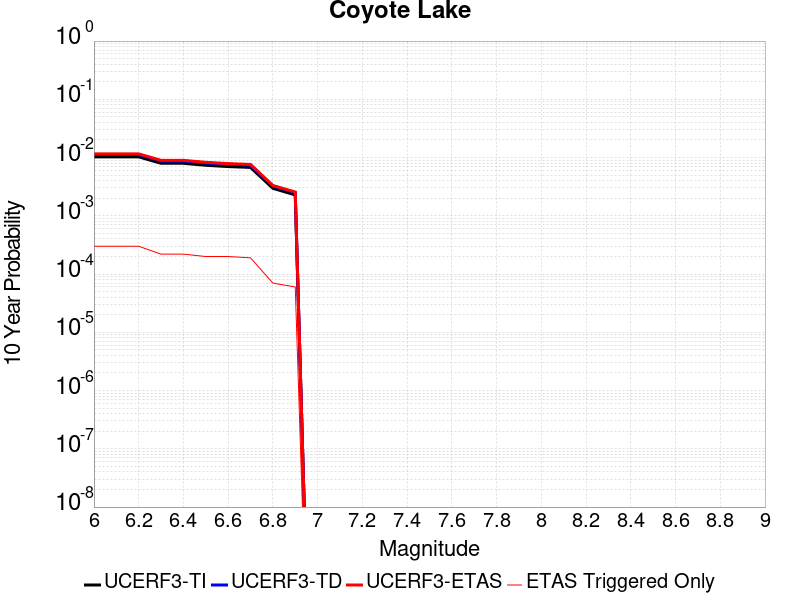 Coyote Lake
10 Year Probability
10^0
10^-1
10^-2
10^-3
10^-4
10^-5
10^-6
10^-7
10^-8
6 6.2 6.4 6.6 6.8 7 7.2 7.4 7.6 7.8 8 8.2 8.4 8.6 8.8 9
Magnitude
UCERF3-TI UCERF3-TD UCERF3-ETAS ETAS Triggered Only